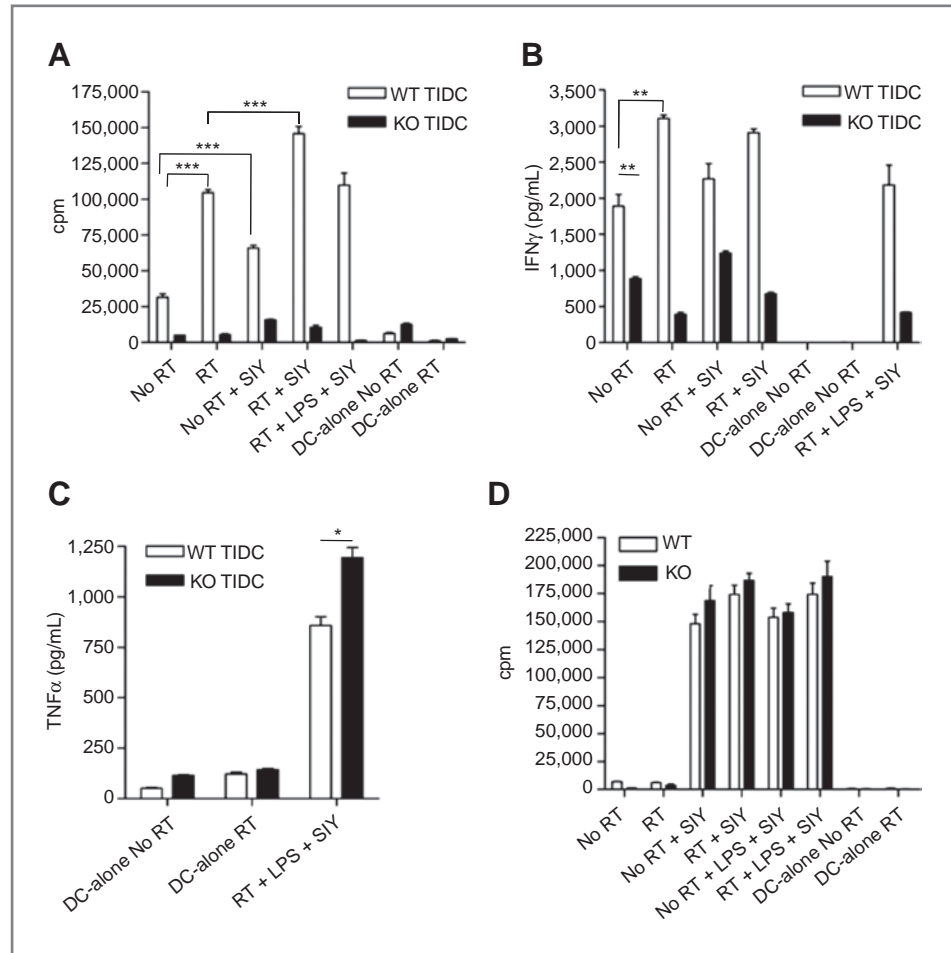 A
175,000
150,000
125,000
100,000
75,000
50,000
25,000
0
cpm
WT TIDC
KO TIDC
***
***
***
No RT
RT
No RT + SIY
RT + SIY
RT + LPS + SIY
DC-alone No RT
DC-alone RT
B
3,500
3,000
2,500
2,000
1,500
1,000
500
0
IFNγ (pg/mL)
WT TIDC
KO TIDC
**
**
No RT
RT
No RT + SIY
RT + SIY
DC-alone No RT
DC-alone No RT
RT + LPS + SIY
C
1,250
1,000
750
500
250
0
TNFα (pg/mL)
WT TIDC
KO TIDC
*
DC-alone No RT
DC-alone RT
RT + LPS + SIY
D
225,000
200,000
175,000
150,000
125,000
100,000
75,000
50,000
25,000
0
cpm
WT
KO
No RT
RT
No RT + SIY
RT + SIY
No RT + LPS + SIY
RT + LPS + SIY
DC-alone No RT
DC-alone RT